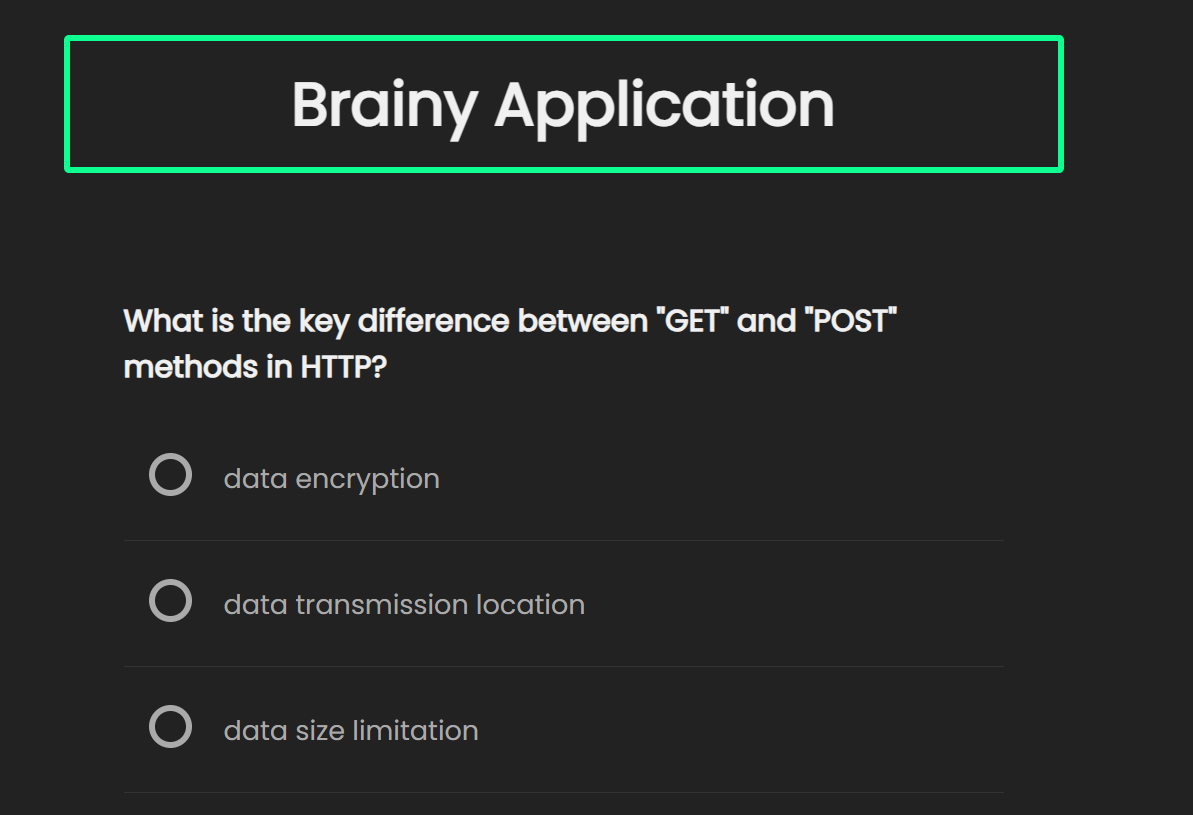 Brainy Application
What is the key difference between "GET" and "POST"
methods in HTTP?
data encryption
data transmission location
data size limitation